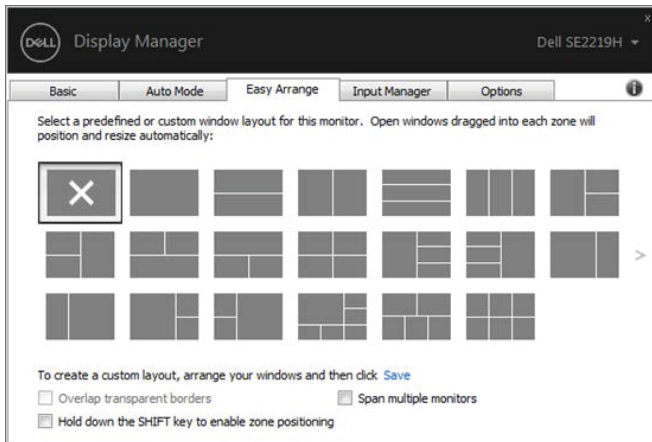 x
DELL Display Manager Dell SE2219H
Basic Auto Mode Easy Arrange Input Manager Options
Select a predefined or custom window layout for this monitor. Open windows dragged into each zone will
position and resize automatically:
To create a custom layout, arrange your windows and then click Save
Overlap transparent borders Span multiple monitors
Hold down the SHIFT key to enable zone positioning